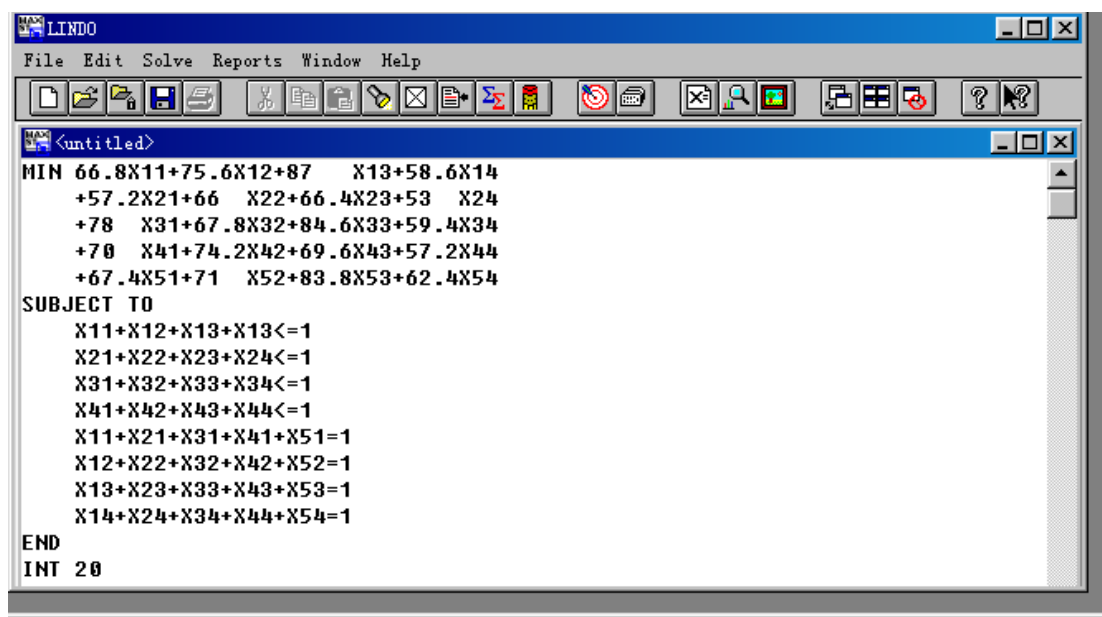 LINDO
File Edit Solve Reports Window Help
<untitled>
MIN 66.8X11+75.6X12+87 X13+58.6X14
+57.2X21+66 X22+66.4X23+53 X24
+78 X31+67.8X32+84.6X33+59.4X34
+70 X41+74.2X42+69.6X43+57.2X44
+67.4X51+71 X52+83.8X53+62.4X54
SUBJECT TO
X11+X12+X13+X13<=1
X21+X22+X23+X24<=1
X31+X32+X33+X34<=1
X41+X42+X43+X44<=1
X11+X21+X31+X41+X51=1
X12+X22+X32+X42+X52=1
X13+X23+X33+X43+X53=1
X14+X24+X34+X44+X54=1
END
INT 20